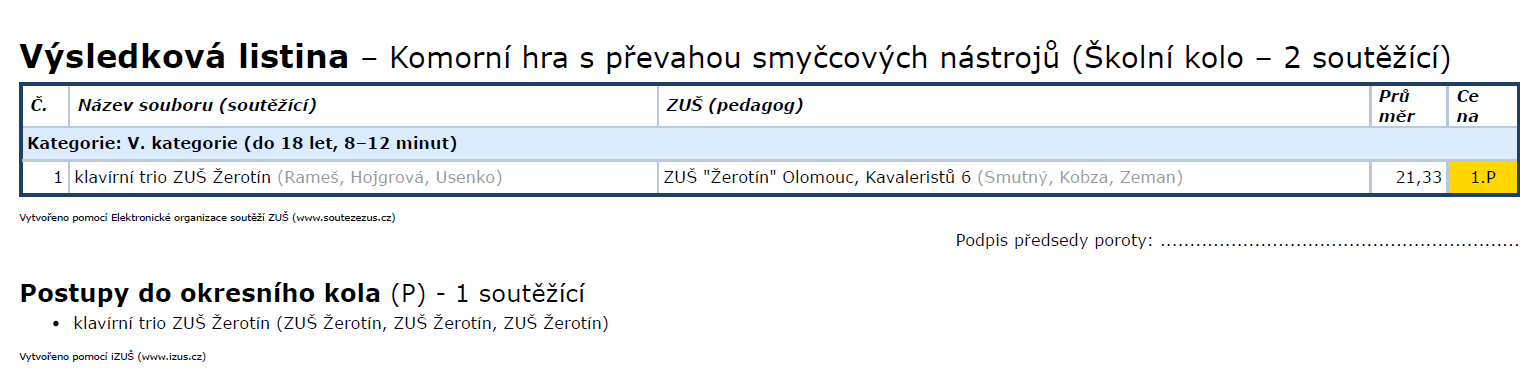 Výsledková listina – Komorní hra s převahou smyčcových nástrojů (Školní kolo – 2 soutěžící)
Č. Název souboru (soutěžící) ZUŠ (pedagog) Prů měr Ce na
Kategorie: V. kategorie (do 18 let, 8–12 minut)
1 klavírní trio ZUŠ Žerotín (Rameš, Hojgrová, Usenko) ZUŠ "Žerotín" Olomouc, Kavaleristů 6 (Smutný, Kobza, Zeman) 21,33 1.P
Vytvořeno pomocí Elektronické organizace soutěží ZUŠ (www.soutezezus.cz)
Podpis předsedy poroty: ............................................................
Postupy do okresního kola (P) - 1 soutěžící
• klavírní trio ZUŠ Žerotín (ZUŠ Žerotín, ZUŠ Žerotín, ZUŠ Žerotín)
Vytvořeno pomocí iZUŠ (www.izus.cz)